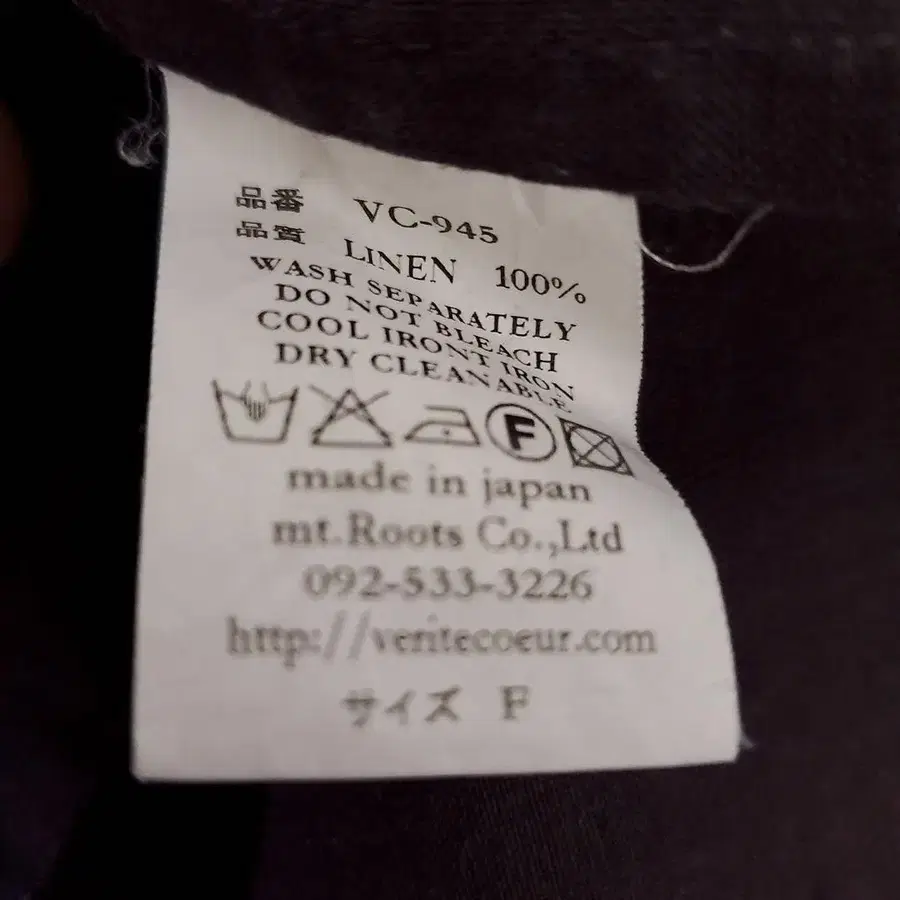 品番 VC-945
品質 LINEN 100%
WASH SEPARATELY
DO NOT BLEACH
COOL IRONT IRON
DRY CLEANABLE
F
made in japan
mt.Roots Co.,Ltd
092-533-3226
http://veritecoeur.com
サイズ F